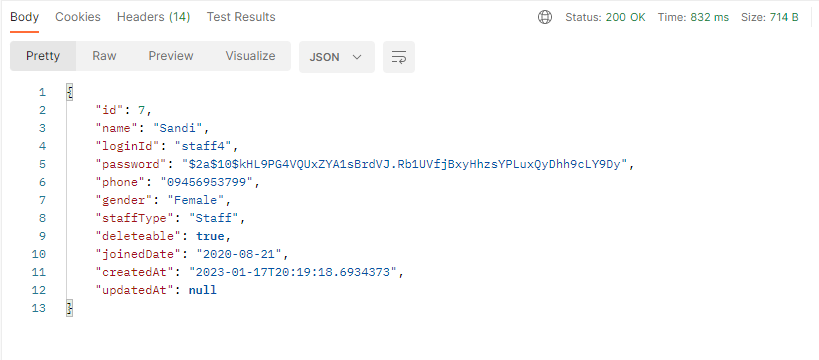 Body Cookies Headers (14) Test Results Status: 200 OK Time: 832 ms Size: 714 B
Pretty Raw Preview Visualize JSON
1 {
2 "id": 7,
3 "name": "Sandi",
4 "loginId": "staff4",
5 "password": "$2a$10$kHL9PG4VQUxZYA1sBrdVJ.Rb1UVfjBxyHhzsYPLuxQyDhh9cLY9Dy",
6 "phone": "09456953799",
7 "gender": "Female",
8 "staffType": "Staff",
9 "deleteable": true,
10 "joinedDate": "2020-08-21",
11 "createdAt": "2023-01-17T20:19:18.6934373",
12 "updatedAt": null
13 }